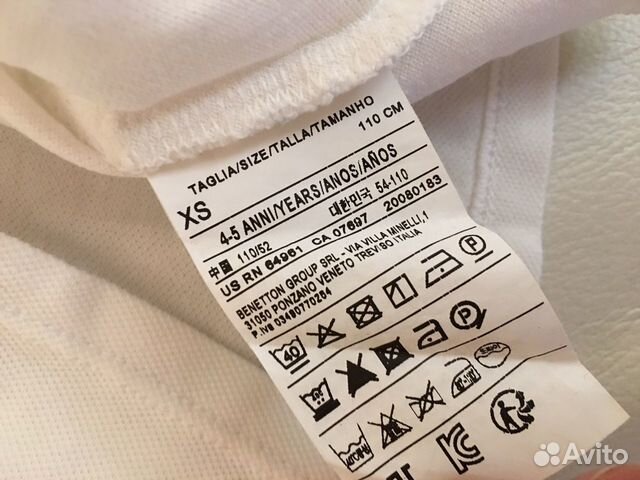 TAGLIA/SIZE/TALLA/TAMANHO
XS 110 CM
4-5 ANNI/YEARS/ANOS/AÑOS
中国 110/52 대한민국 54-110
US RN 64961 CA 07697 20080183
BENETTON GROUP SRL - VIA VILLA MINELLI, 1
31050 PONZANO VENETO TREVISO ITALIA
P.IVA 03490770264
40 P
P
Avito